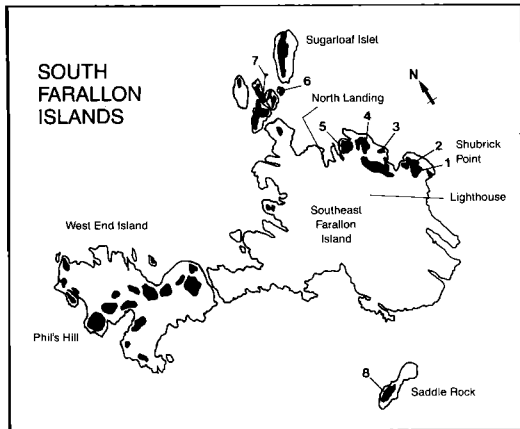 SOUTH
FARALLON
ISLANDS
Sugarloaf Islet
7
6
N
North Landing
5
4
3
2
1
Shubrick
Point
Lighthouse
Southeast
Farallon
Island
West End Island
Phil's Hill
8
Saddle Rock